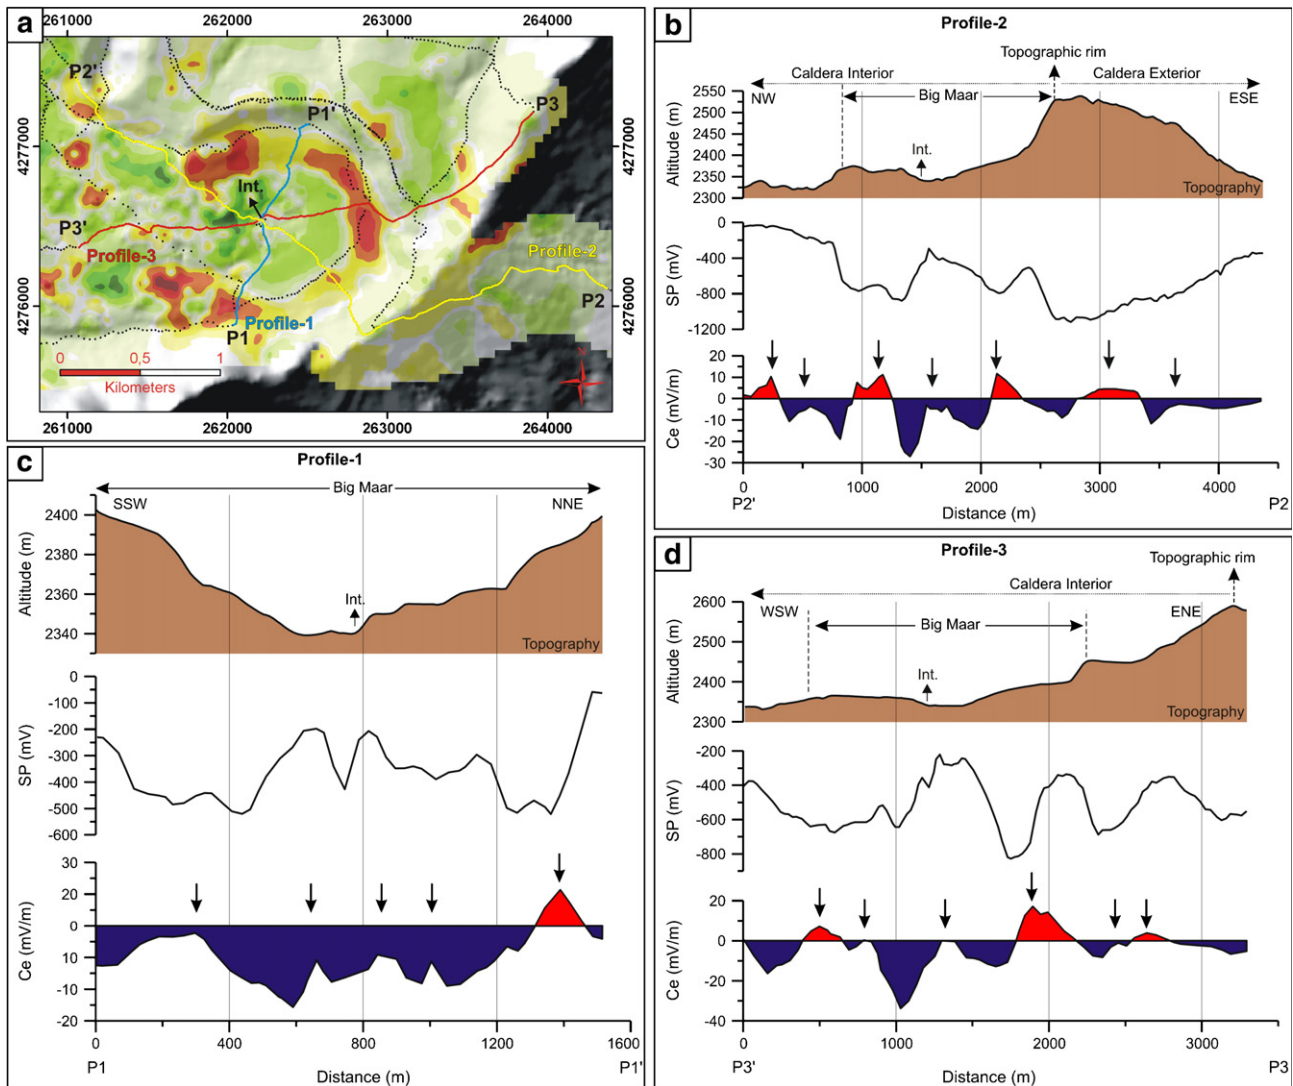 a
261000 262000 263000 264000
P2'
P1'
P3
4277000
4277000
Int.
P3'
Profile-3
Profile-2
4276000
4276000
P2
P1
Profile-1
0 0,5 1
Kilometers
261000 262000 263000 264000
b
Profile-2
Topographic rim
Caldera Interior
Caldera Exterior
NW
Big Maar
ESE
Int.
Topography
Altitude (m)
2550
2500
2450
2400
2350
2300
SP (mV)
0
-400
-800
-1200
Ce (mV/m)
20
10
0
-10
-20
-30
0 1000 2000 3000 4000
P2'
Distance (m)
P2
c
Profile-1
Big Maar
SSW
NNE
Int.
Topography
Altitude (m)
2400
2380
2360
2340
SP (mV)
0
-100
-200
-300
-400
-500
-600
Ce (mV/m)
30
20
0
10
-10
-20
0 400 800 1200 1600
P1
Distance (m)
P1'
d
Profile-3
Topographic rim
Caldera Interior
WSW
ENE
Big Maar
Int.
Topography
Altitude (m)
2600
2500
2400
2300
SP (mV)
-200
-400
-600
-800
Ce (mV/m)
20
0
-20
-40
0 1000 2000 3000
P3'
Distance (m)
P3